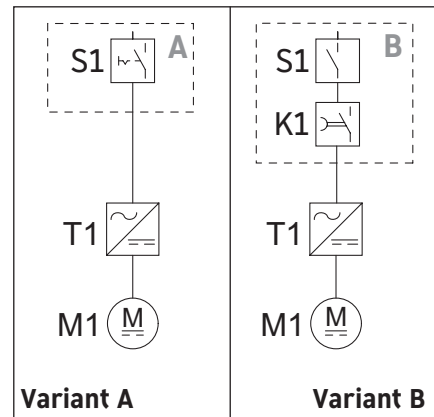 S1 A
T1
M1 M
Variant A
S1 B
K1
T1
M1 M
Variant B